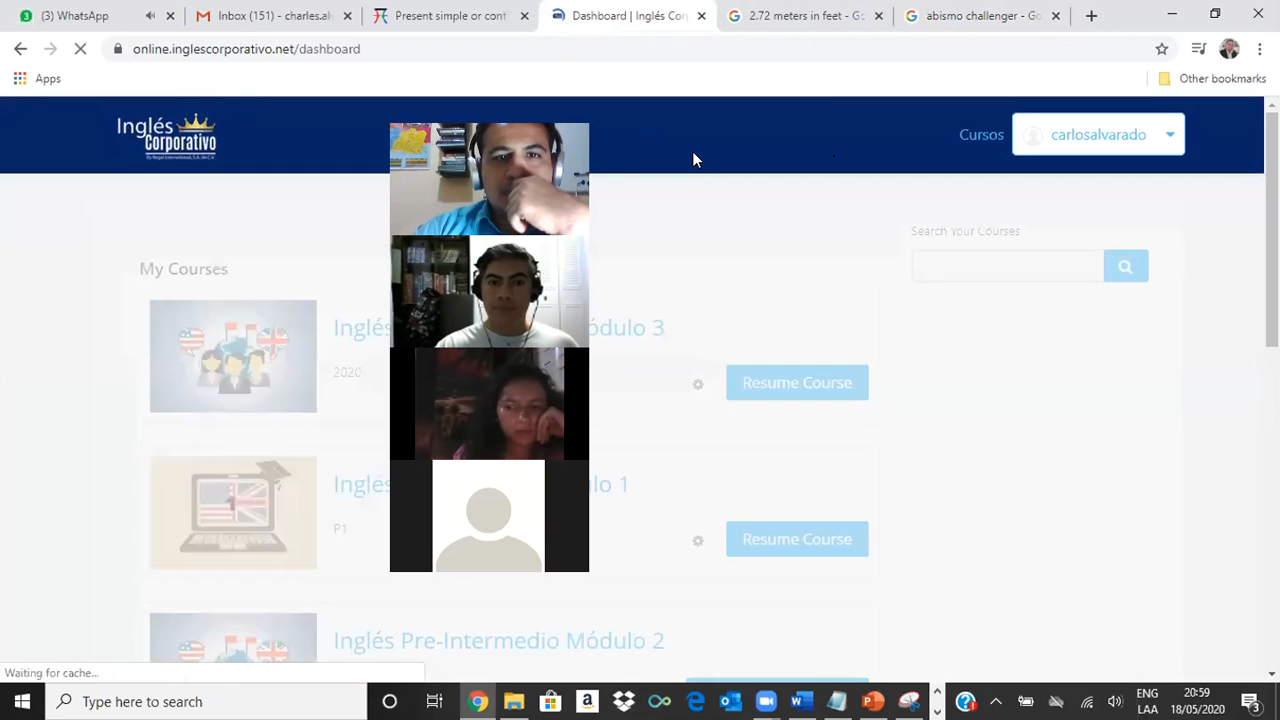 (3) WhatsApp
Inbox (151) - charles.al
Present simple or cont
Dashboard | Inglés Cor
2.72 meters in feet - Go
abismo challenger - Go
online.inglescorporativo.net/dashboard
Apps
Other bookmarks
Inglés
Corporativo
Cursos
carlosalvarado
Search Your Courses
My Courses
Inglés
ódulo 3
2020
Resume Course
Inglés
ulo 1
P1
Resume Course
Inglés Pre-Intermedio Módulo 2
Waiting for cache...
Type here to search
ENG
LAA
20:59
18/05/2020
3